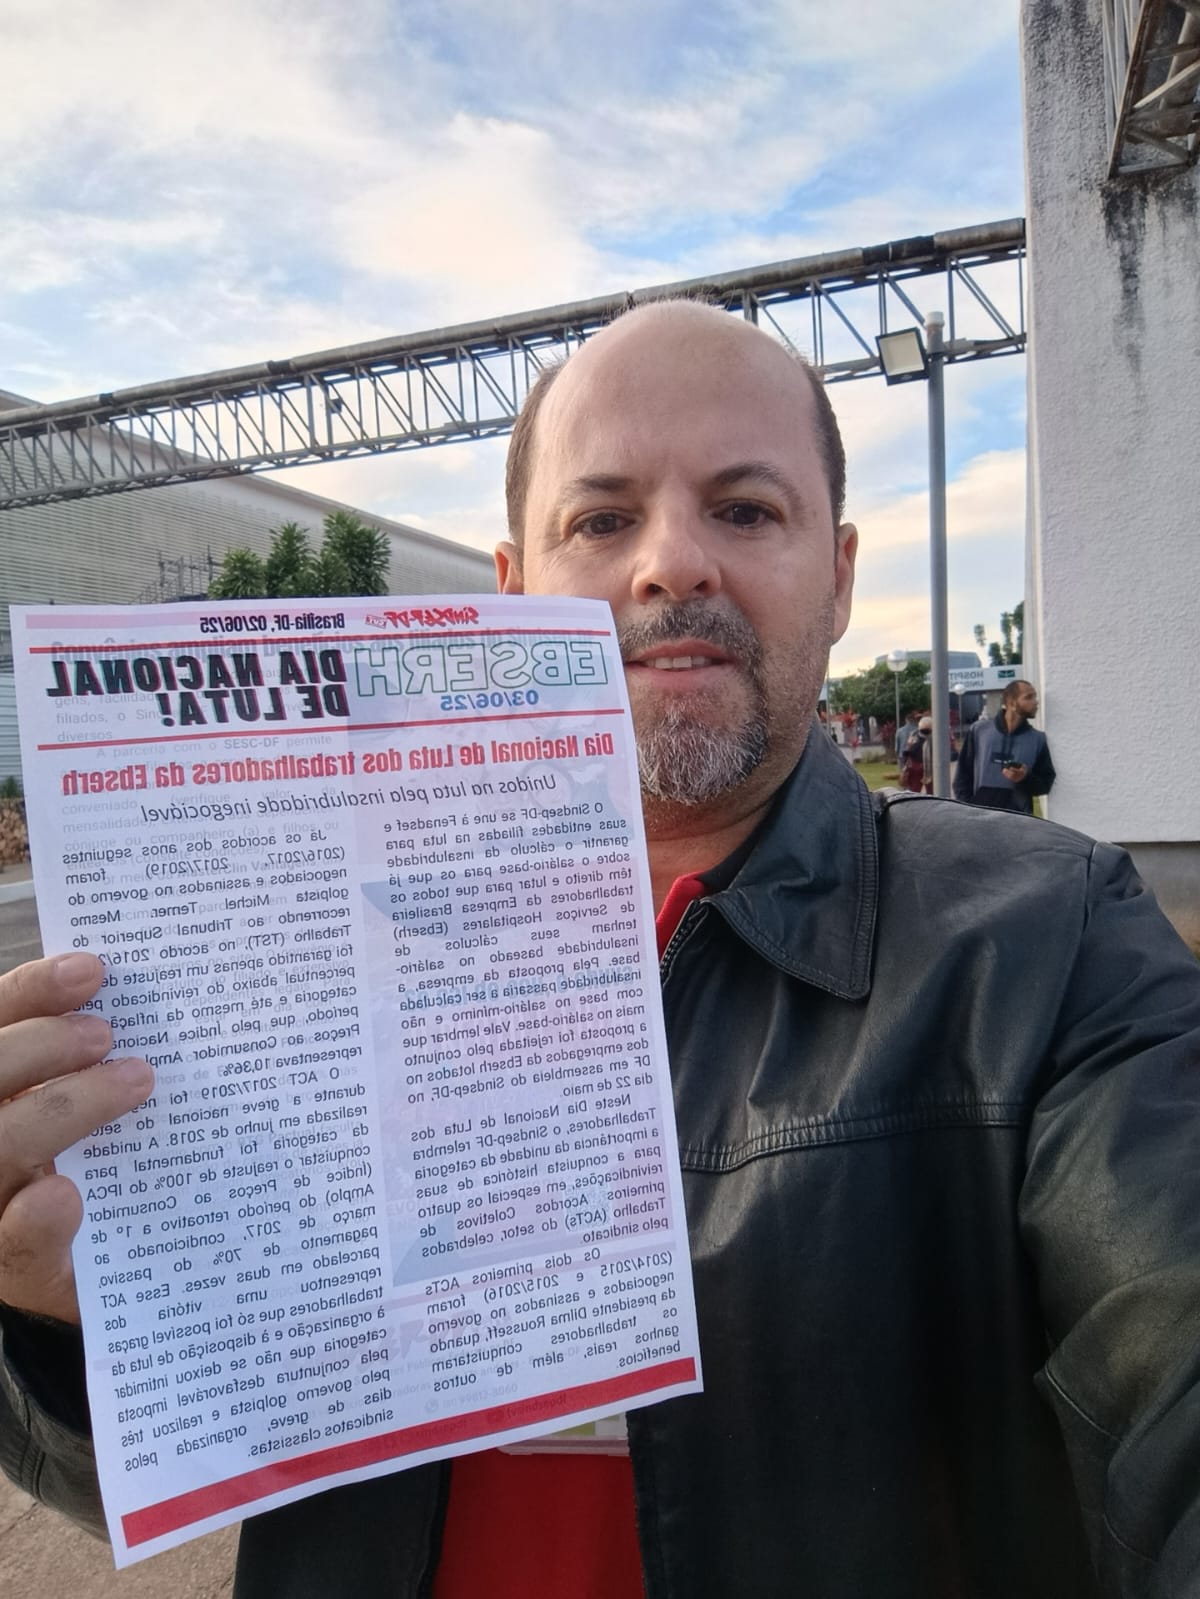 SINDSEP-DF
CUT
Brasília-DF, 02/06/25
EBSERH
03/06/25
DIA NACIONAL
DE LUTA!
Dia Nacional de Luta dos trabalhadores da Ebserh
Unidos na luta pela insalubridade inegociável
O Sindsep-DF se une à Fenadsef e
suas entidades filiadas na luta para
garantir o cálculo da insalubridade
sobre o salário-base para os que já
têm direito e lutar para que todos os
trabalhadores da Empresa Brasileira
de Serviços Hospitalares (Ebserh)
tenham seus cálculos de
insalubridade baseado no salário-
base. Pela proposta da empresa, a
insalubridade passaria a ser calculada
com base no salário-mínimo e não
mais no salário-base. Vale lembrar que
a proposta foi rejeitada pelo conjunto
dos empregados da Ebserh lotados no
DF em assembleia do Sindsep-DF, no
dia 22 de maio.
Neste Dia Nacional de Luta dos
Trabalhadores, o Sindsep-DF relembra
a importância da unidade da categoria
para a conquista histórica de suas
reivindicações, em especial os quatro
primeiros Acordos Coletivos de
Trabalho (ACTs) do setor, celebrados
pelo sindicato.
Os dois primeiros ACTs
(2014/2015 e 2015/2016) foram
negociados e assinados no governo
da presidente Dilma Rousseff, quando
os trabalhadores conquistaram
ganhos reais, além de outros
benefícios.
Já os acordos dos anos seguintes
(2016/2017 e 2017/2019) foram
negociados e assinados no governo do
golpista Michel Temer. Mesmo
recorrendo ao Tribunal Superior do
Trabalho (TST), no acordo 2016/
foi garantido apenas um reajuste de
percentual abaixo do reivindicado pela
categoria e até mesmo da inflação
período, que pelo Índice Nacional
Preços ao Consumidor Ampl
representava 10,36%.
O ACT 2017/2019 foi
durante a greve nacional do setor
realizada em junho de 2018. A unidade
da categoria foi fundamental para
conquistar o reajuste de 100% do IPCA
(Índice de Preços ao Consumidor
Amplo) do período retroativo a 1º de
março de 2017, condicionado ao
pagamento de 70% do passivo,
parcelado em duas vezes. Esse ACT
representou uma vitória dos
trabalhadores que só foi possível graças
à organização e à disposição de luta da
categoria que não se deixou intimidar
pela conjuntura desfavorável imposta
pelo governo golpista e realizou três
dias de greve, organizada pelos
sindicatos classistas.
HOSPIT
UNIDA